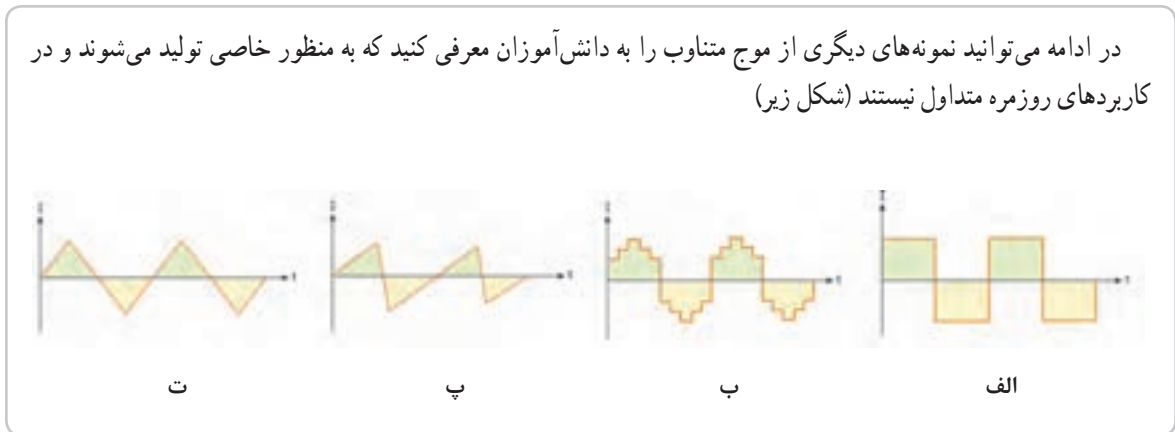 در ادامه می‌توانید نمونه‌های دیگری از موج متناوب را به دانش‌آموزان معرفی کنید که به منظور خاصی تولید می‌شوند و در
کاربردهای روزمره متداول نیستند (شکل زیر)
الف
ب
پ
ت